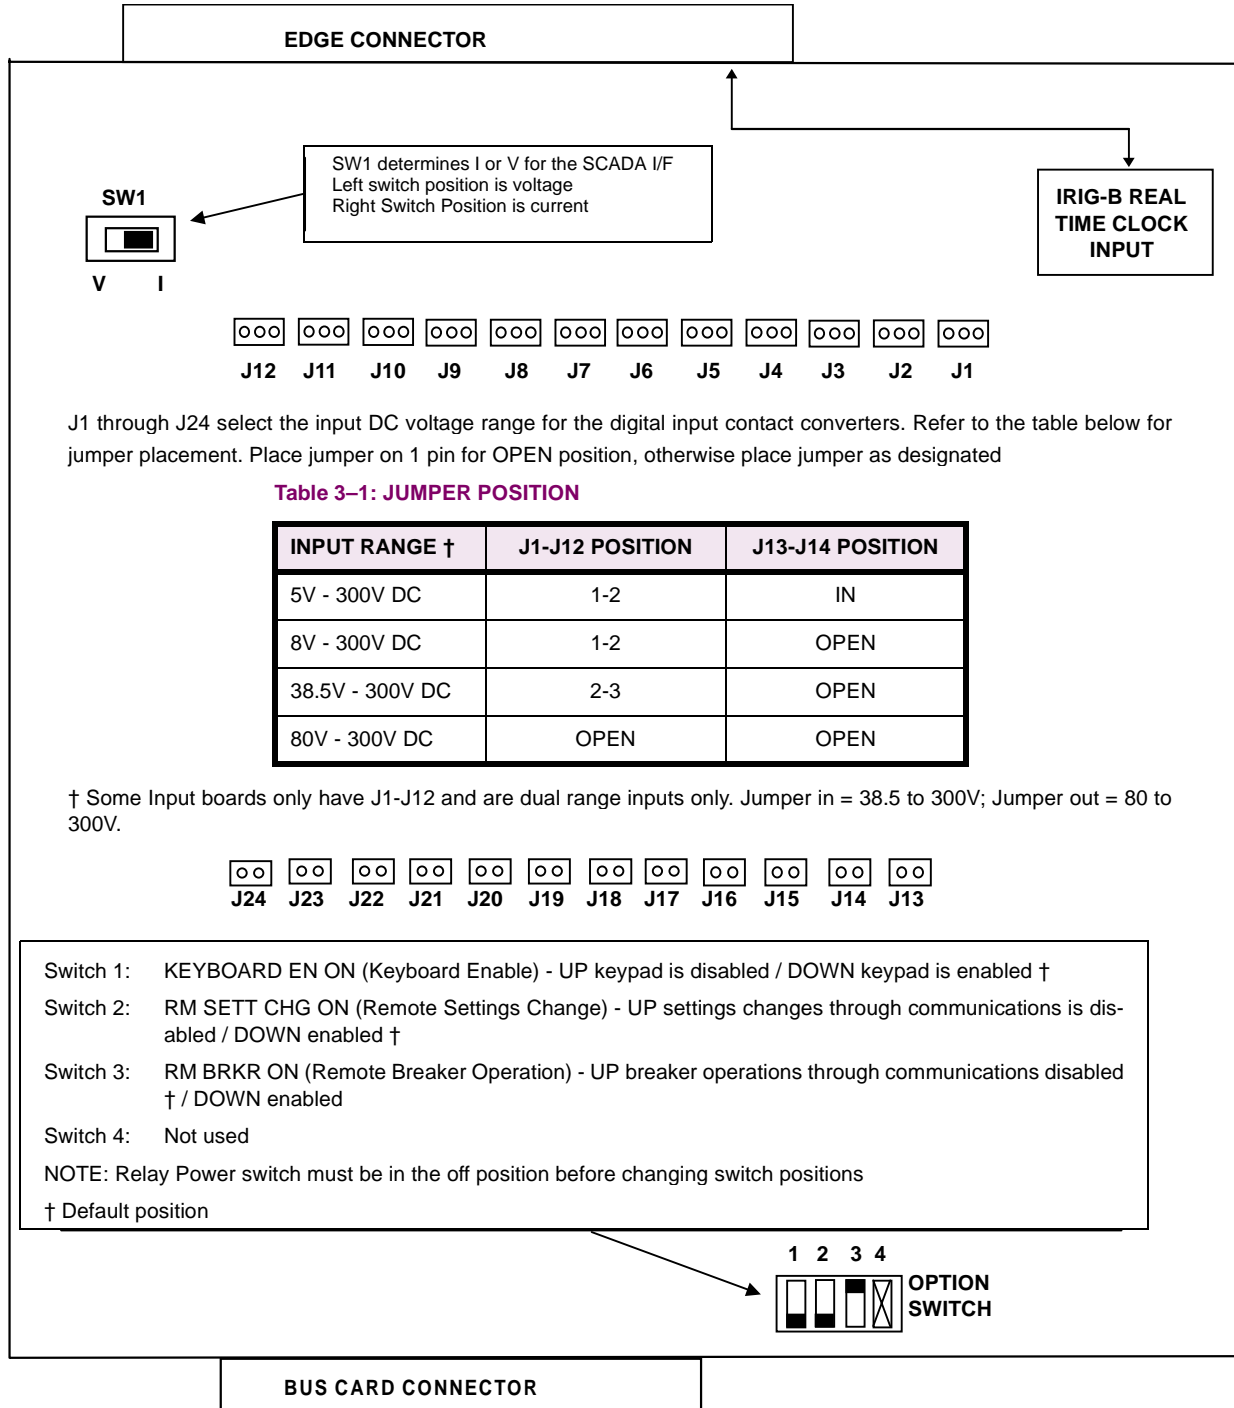 EDGE CONNECTOR
SW1 determines I or V for the SCADA I/F
Left switch position is voltage
Right Switch Position is current
SW1
V I
IRIG-B REAL
TIME CLOCK
INPUT
J12 J11 J10 J9 J8 J7 J6 J5 J4 J3 J2 J1
J1 through J24 select the input DC voltage range for the digital input contact converters. Refer to the table below for
jumper placement. Place jumper on 1 pin for OPEN position, otherwise place jumper as designated
Table 3–1: JUMPER POSITION
INPUT RANGE † J1-J12 POSITION J13-J14 POSITION
5V - 300V DC 1-2 IN
8V - 300V DC 1-2 OPEN
38.5V - 300V DC 2-3 OPEN
80V - 300V DC OPEN OPEN
† Some Input boards only have J1-J12 and are dual range inputs only. Jumper in = 38.5 to 300V; Jumper out = 80 to
300V.
J24 J23 J22 J21 J20 J19 J18 J17 J16 J15 J14 J13
Switch 1: KEYBOARD EN ON (Keyboard Enable) - UP keypad is disabled / DOWN keypad is enabled †
Switch 2: RM SETT CHG ON (Remote Settings Change) - UP settings changes through communications is dis-
abled / DOWN enabled †
Switch 3: RM BRKR ON (Remote Breaker Operation) - UP breaker operations through communications disabled
† / DOWN enabled
Switch 4: Not used
NOTE: Relay Power switch must be in the off position before changing switch positions
† Default position
1 2 3 4
OPTION
SWITCH
BUS CARD CONNECTOR